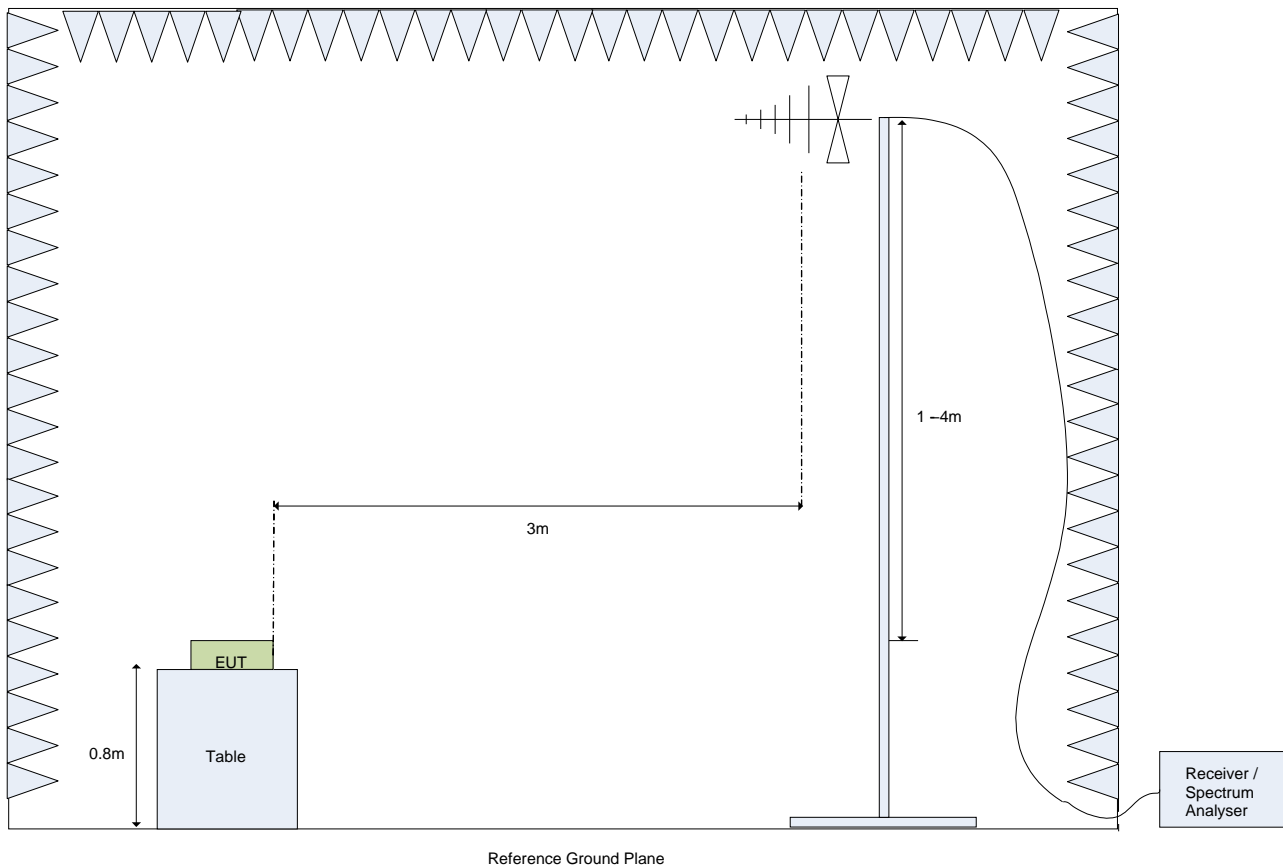 1 –4m
3m
EUT
0.8m
Table
Receiver /
Spectrum
Analyser
Reference Ground Plane